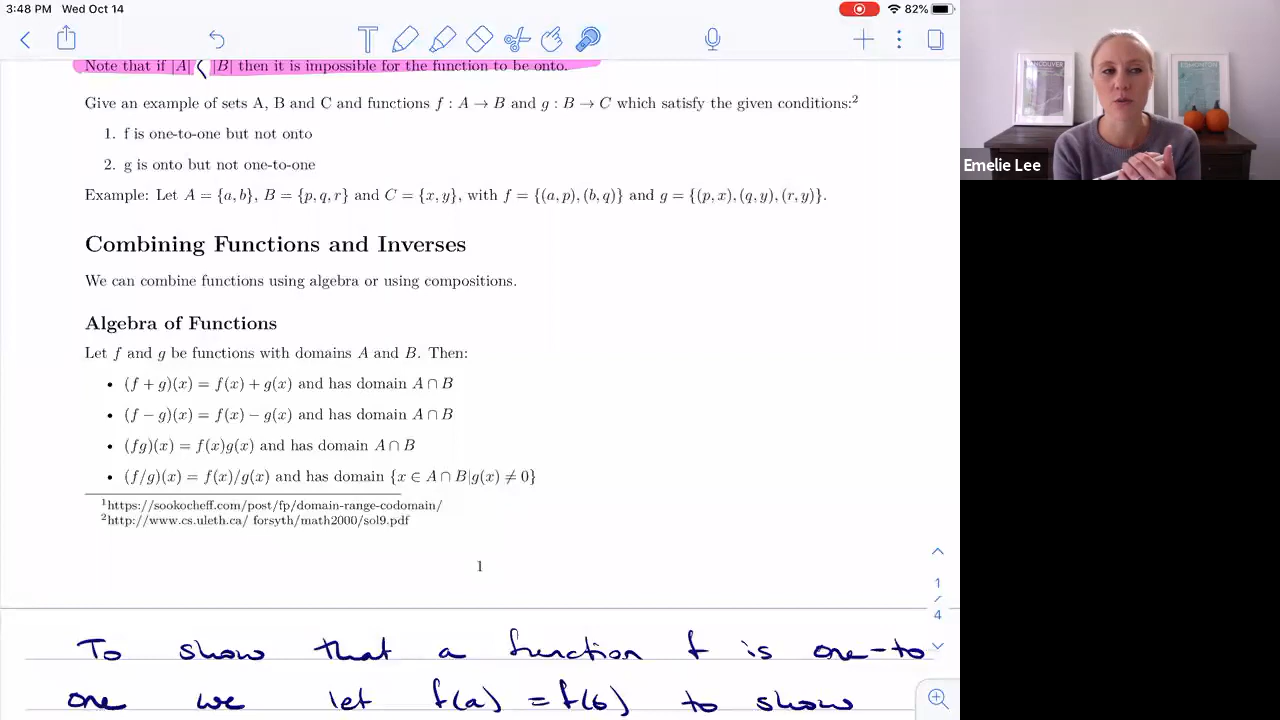 3:48 PM Wed Oct 14
82%
Note that if |A| < |B| then it is impossible for the function to be onto.
Give an example of sets A, B and C and functions f : A → B and g : B → C which satisfy the given conditions:²
1. f is one-to-one but not onto
2. g is onto but not one-to-one
Example: Let A = {a, b}, B = {p, q, r} and C = {x, y}, with f = {(a, p), (b, q)} and g = {(p, x), (q, y), (r, y)}.
Combining Functions and Inverses
We can combine functions using algebra or using compositions.
Algebra of Functions
Let f and g be functions with domains A and B. Then:
• (f + g)(x) = f(x) + g(x) and has domain A ∩ B
• (f − g)(x) = f(x) − g(x) and has domain A ∩ B
• (fg)(x) = f(x)g(x) and has domain A ∩ B
• (f/g)(x) = f(x)/g(x) and has domain {x ∈ A ∩ B|g(x) ≠ 0}
¹https://sookocheff.com/post/fp/domain-range-codomain/
²http://www.cs.uleth.ca/ forsyth/math2000/sol9.pdf
1
1 / 4
To show that a function f is one-to
one we let f(a) = f(b) to show
VANCOUVER
EDMONTON
Emelie Lee